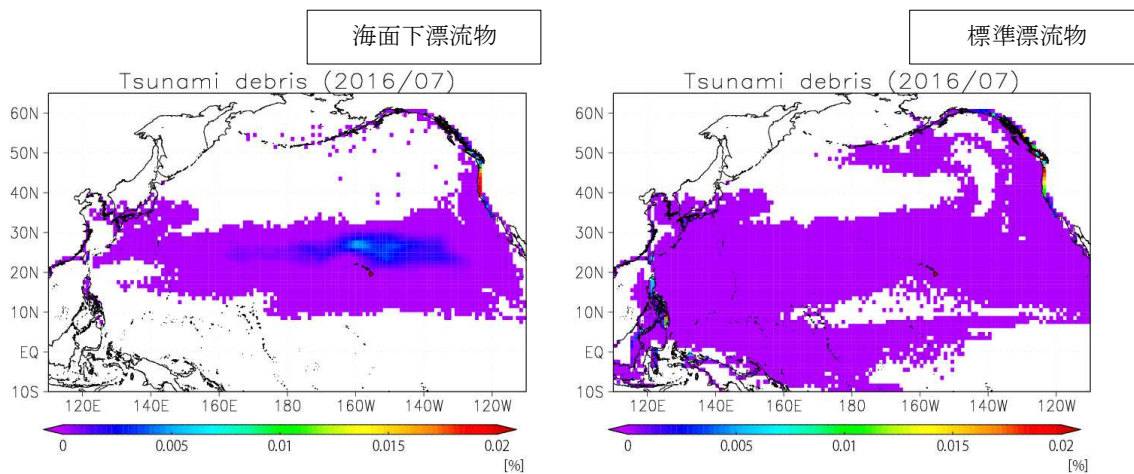 海面下漂流物
Tsunami debris (2016/07)
60N
50N
40N
30N
20N
10N
EQ
10S
120E 140E 160E 180 160W 140W 120W
0 0.005 0.01 0.015 0.02
[%]
標準漂流物
Tsunami debris (2016/07)
60N
50N
40N
30N
20N
10N
EQ
10S
120E 140E 160E 180 160W 140W 120W
0 0.005 0.01 0.015 0.02
[%]